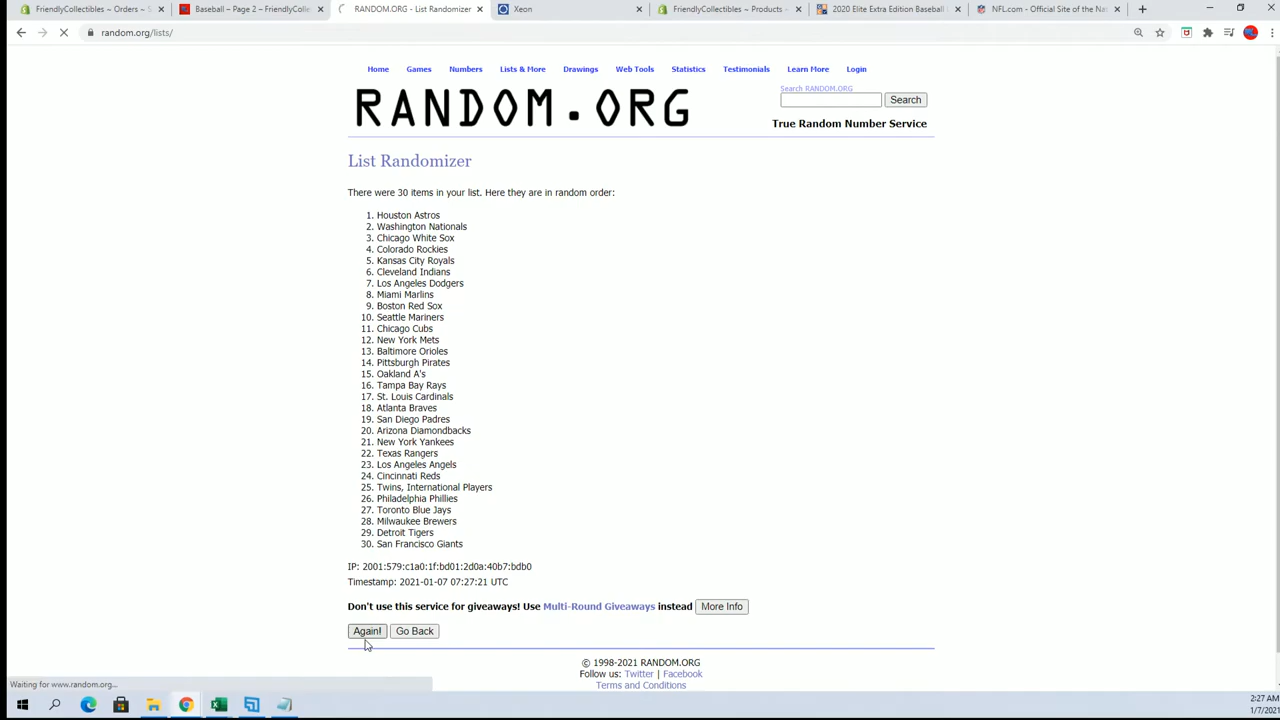 FriendlyCollectibles ~ Orders ~ S
Baseball – Page 2 – FriendlyColle
RANDOM.ORG - List Randomizer
Xeon
FriendlyCollectibles ~ Products ~
2020 Elite Extra Edition Baseball
NFL.com - Official Site of the Na
random.org/lists/
Home Games Numbers Lists & More Drawings Web Tools Statistics Testimonials Learn More Login
RANDOM.ORG
Search RANDOM.ORG
Search
True Random Number Service
List Randomizer
There were 30 items in your list. Here they are in random order:
1. Houston Astros
2. Washington Nationals
3. Chicago White Sox
4. Colorado Rockies
5. Kansas City Royals
6. Cleveland Indians
7. Los Angeles Dodgers
8. Miami Marlins
9. Boston Red Sox
10. Seattle Mariners
11. Chicago Cubs
12. New York Mets
13. Baltimore Orioles
14. Pittsburgh Pirates
15. Oakland A's
16. Tampa Bay Rays
17. St. Louis Cardinals
18. Atlanta Braves
19. San Diego Padres
20. Arizona Diamondbacks
21. New York Yankees
22. Texas Rangers
23. Los Angeles Angels
24. Cincinnati Reds
25. Twins, International Players
26. Philadelphia Phillies
27. Toronto Blue Jays
28. Milwaukee Brewers
29. Detroit Tigers
30. San Francisco Giants
IP: 2001:579:c1a0:1f:bd01:2d0a:40b7:bdb0
Timestamp: 2021-01-07 07:27:21 UTC
Don't use this service for giveaways! Use Multi-Round Giveaways instead More Info
Again! Go Back
© 1998-2021 RANDOM.ORG
Follow us: Twitter | Facebook
Terms and Conditions
Waiting for www.random.org...
2:27 AM
1/7/2021